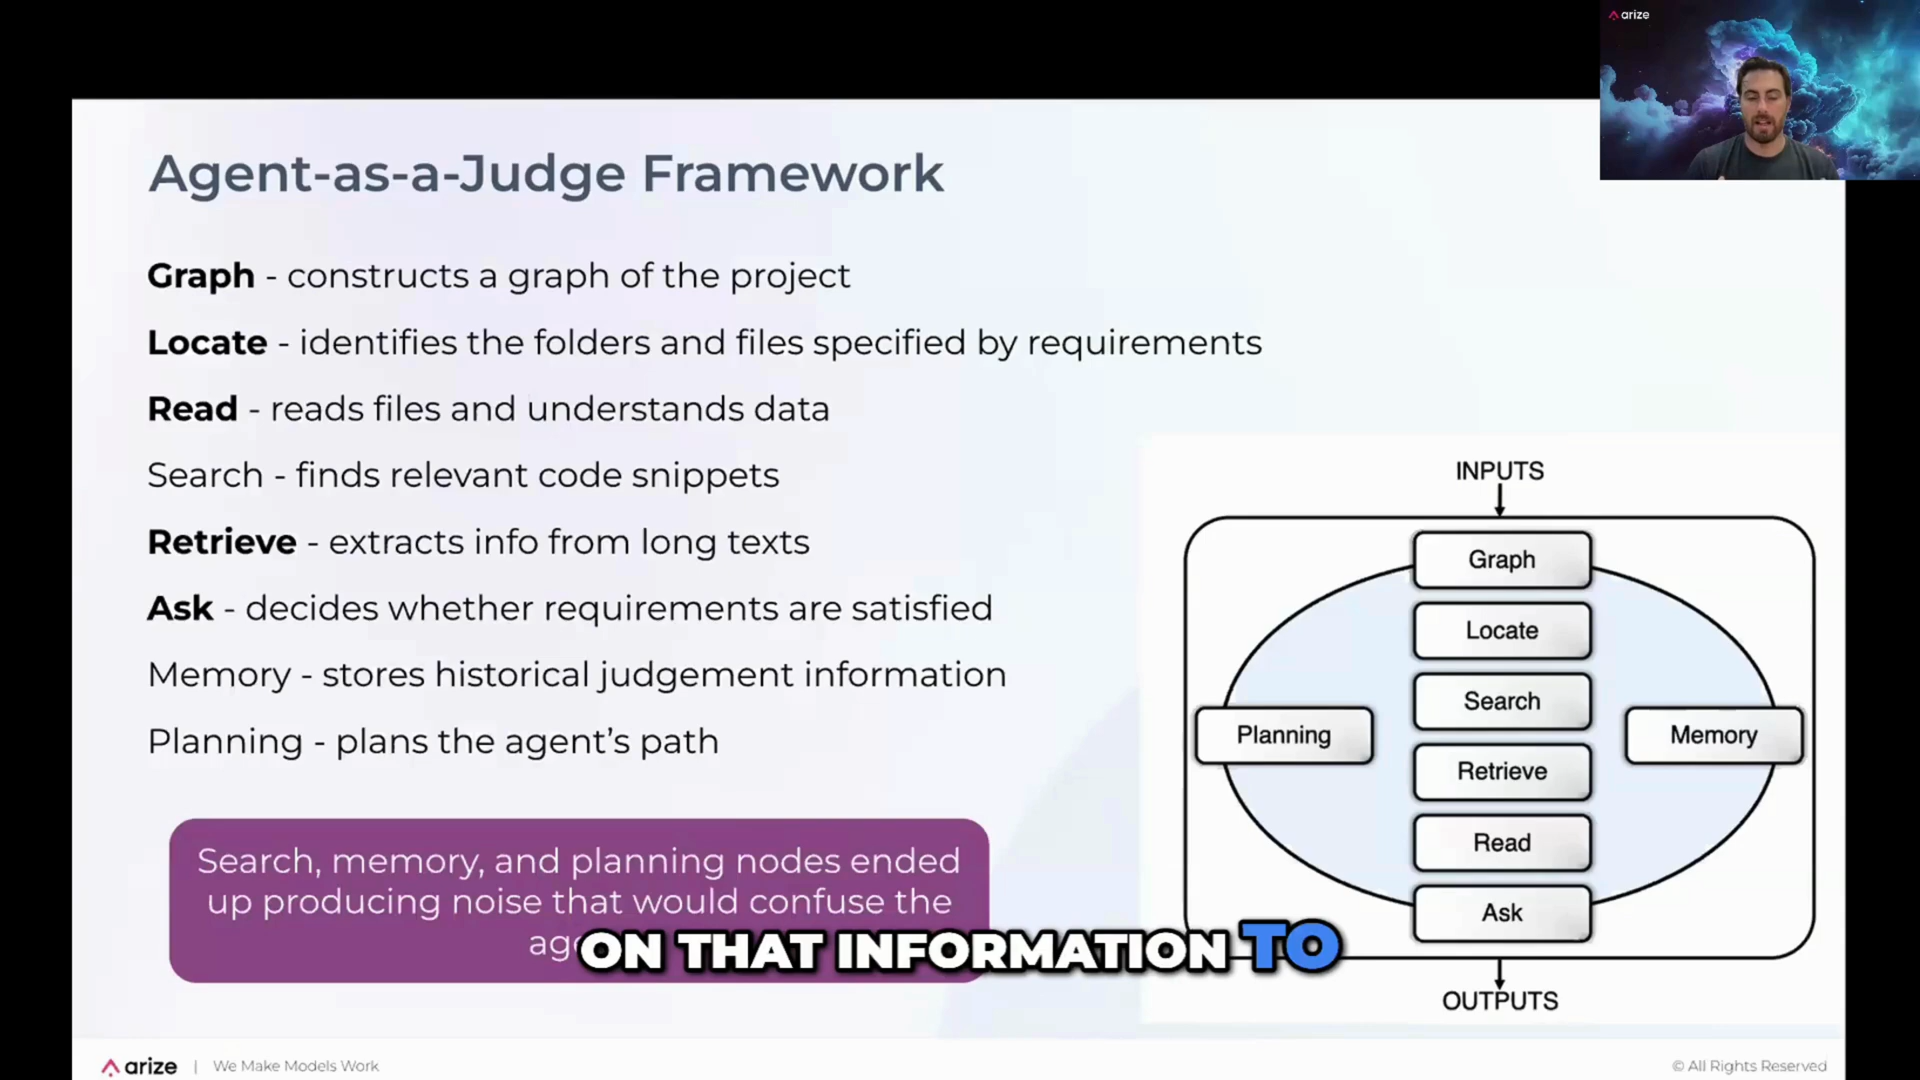 arize
Agent-as-a-Judge Framework
Graph - constructs a graph of the project
Locate - identifies the folders and files specified by requirements
Read - reads files and understands data
Search - finds relevant code snippets
Retrieve - extracts info from long texts
Ask - decides whether requirements are satisfied
Memory - stores historical judgement information
Planning - plans the agent's path
Search, memory, and planning nodes ended
up producing noise that would confuse the
ON THAT INFORMATION TO
INPUTS
Graph
Locate
Search
Planning
Memory
Retrieve
Read
Ask
OUTPUTS
arize | We Make Models Work
© All Rights Reserved